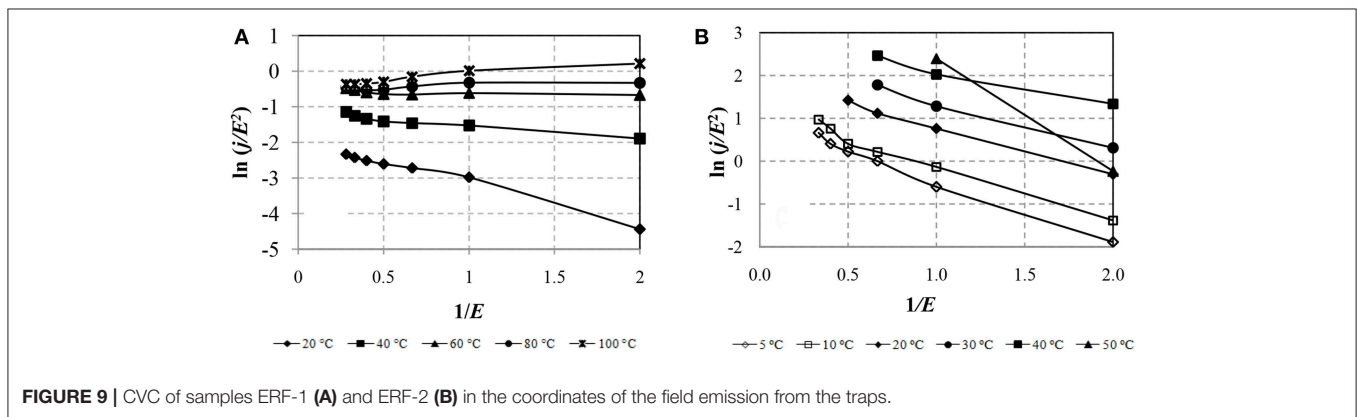 A
1
0
-1
-2
-3
-4
-5
ln (j/E²)
0
0.5
1
1.5
2
1/E
20 °C 40 °C 60 °C 80 °C 100 °C
B
3
2
1
0
-1
-2
ln (j/E²)
0.0
0.5
1.0
1.5
2.0
1/E
5 °C 10 °C 20 °C 30 °C 40 °C 50 °C
FIGURE 9 | CVC of samples ERF-1 (A) and ERF-2 (B) in the coordinates of the field emission from the traps.